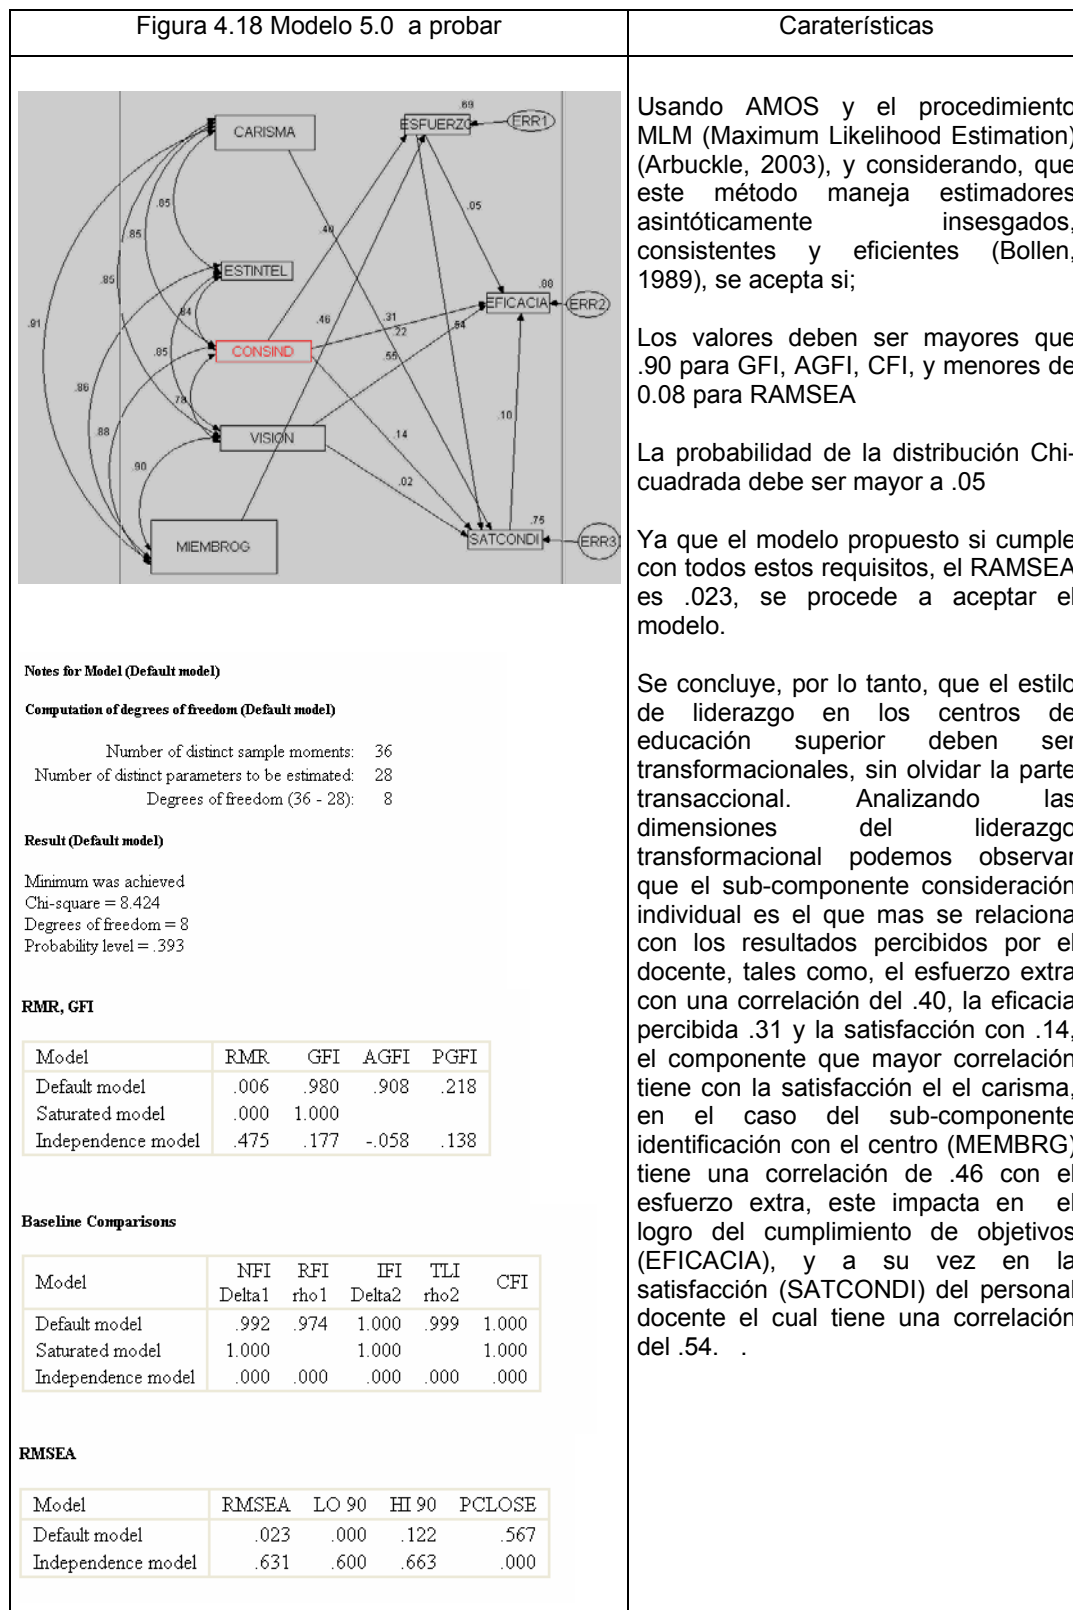 Figura 4.18 Modelo 5.0 a probar
Caraterísticas
CARISMA
ESTINTEL
CONSIND
VISION
MIEMBROG
ESFUERZO
.69
ERR1
EFICACIA
.88
ERR2
SATCONDI
.75
ERR3
.85
.85
.85
.91
.84
.85
.86
.88
.78
.90
.40
.46
.31
.22
.55
.54
.05
.14
.02
.10
Notes for Model (Default model)
Computation of degrees of freedom (Default model)
Number of distinct sample moments: 36
Number of distinct parameters to be estimated: 28
Degrees of freedom (36 - 28): 8
Result (Default model)
Minimum was achieved
Chi-square = 8.424
Degrees of freedom = 8
Probability level = .393
RMR, GFI
Model RMR GFI AGFI PGFI
Default model .006 .980 .908 .218
Saturated model .000 1.000
Independence model .475 .177 -.058 .138
Baseline Comparisons
Model NFI Delta1 RFI rho1 IFI Delta2 TLI rho2 CFI
Default model .992 .974 1.000 .999 1.000
Saturated model 1.000 1.000 1.000
Independence model .000 .000 .000 .000 .000
RMSEA
Model RMSEA LO 90 HI 90 PCLOSE
Default model .023 .000 .122 .567
Independence model .631 .600 .663 .000
Usando AMOS y el procedimiento
MLM (Maximum Likelihood Estimation)
(Arbuckle, 2003), y considerando, que
este método maneja estimadores
asintóticamente insesgados,
consistentes y eficientes (Bollen,
1989), se acepta si;
Los valores deben ser mayores que
.90 para GFI, AGFI, CFI, y menores de
0.08 para RAMSEA
La probabilidad de la distribución Chi-
cuadrada debe ser mayor a .05
Ya que el modelo propuesto si cumple
con todos estos requisitos, el RAMSEA
es .023, se procede a aceptar el
modelo.
Se concluye, por lo tanto, que el estilo
de liderazgo en los centros de
educación superior deben ser
transformacionales, sin olvidar la parte
transaccional. Analizando las
dimensiones del liderazgo
transformacional podemos observar
que el sub-componente consideración
individual es el que mas se relaciona
con los resultados percibidos por el
docente, tales como, el esfuerzo extra
con una correlación del .40, la eficacia
percibida .31 y la satisfacción con .14,
el componente que mayor correlación
tiene con la satisfacción el el carisma,
en el caso del sub-componente
identificación con el centro (MEMBRG)
tiene una correlación de .46 con el
esfuerzo extra, este impacta en el
logro del cumplimiento de objetivos
(EFICACIA), y a su vez en la
satisfacción (SATCONDI) del personal
docente el cual tiene una correlación
del .54. .